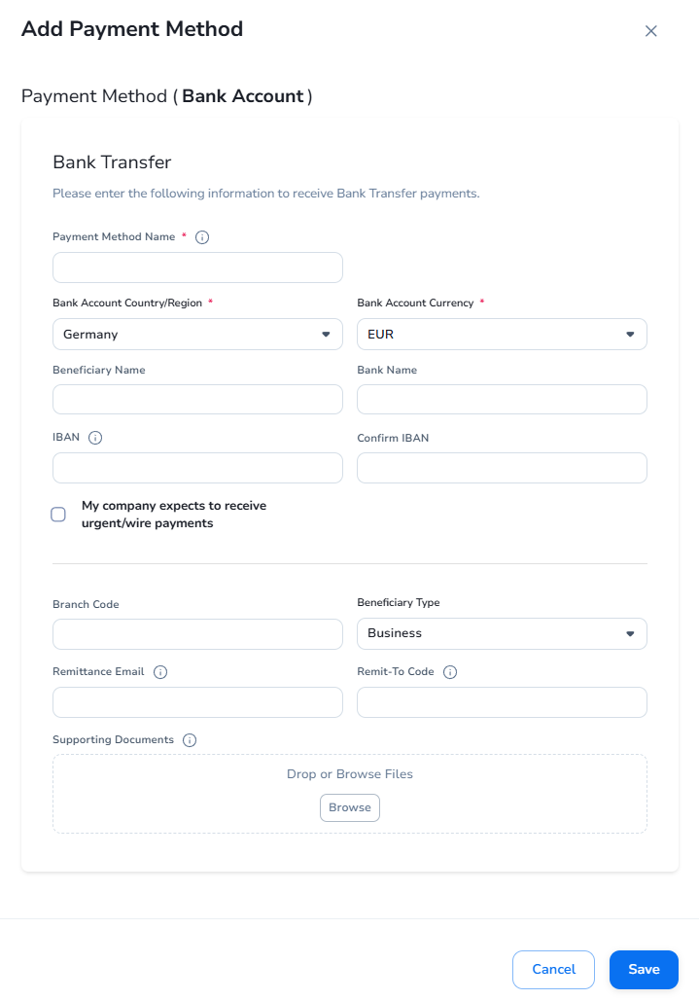 Add Payment Method
Payment Method ( Bank Account )
Bank Transfer
Please enter the following information to receive Bank Transfer payments.
Payment Method Name *
Bank Account Country/Region *
Bank Account Currency *
Germany
EUR
Beneficiary Name
Bank Name
IBAN
Confirm IBAN
My company expects to receive
urgent/wire payments
Branch Code
Beneficiary Type
Business
Remittance Email
Remit-To Code
Supporting Documents
Drop or Browse Files
Browse
Cancel
Save